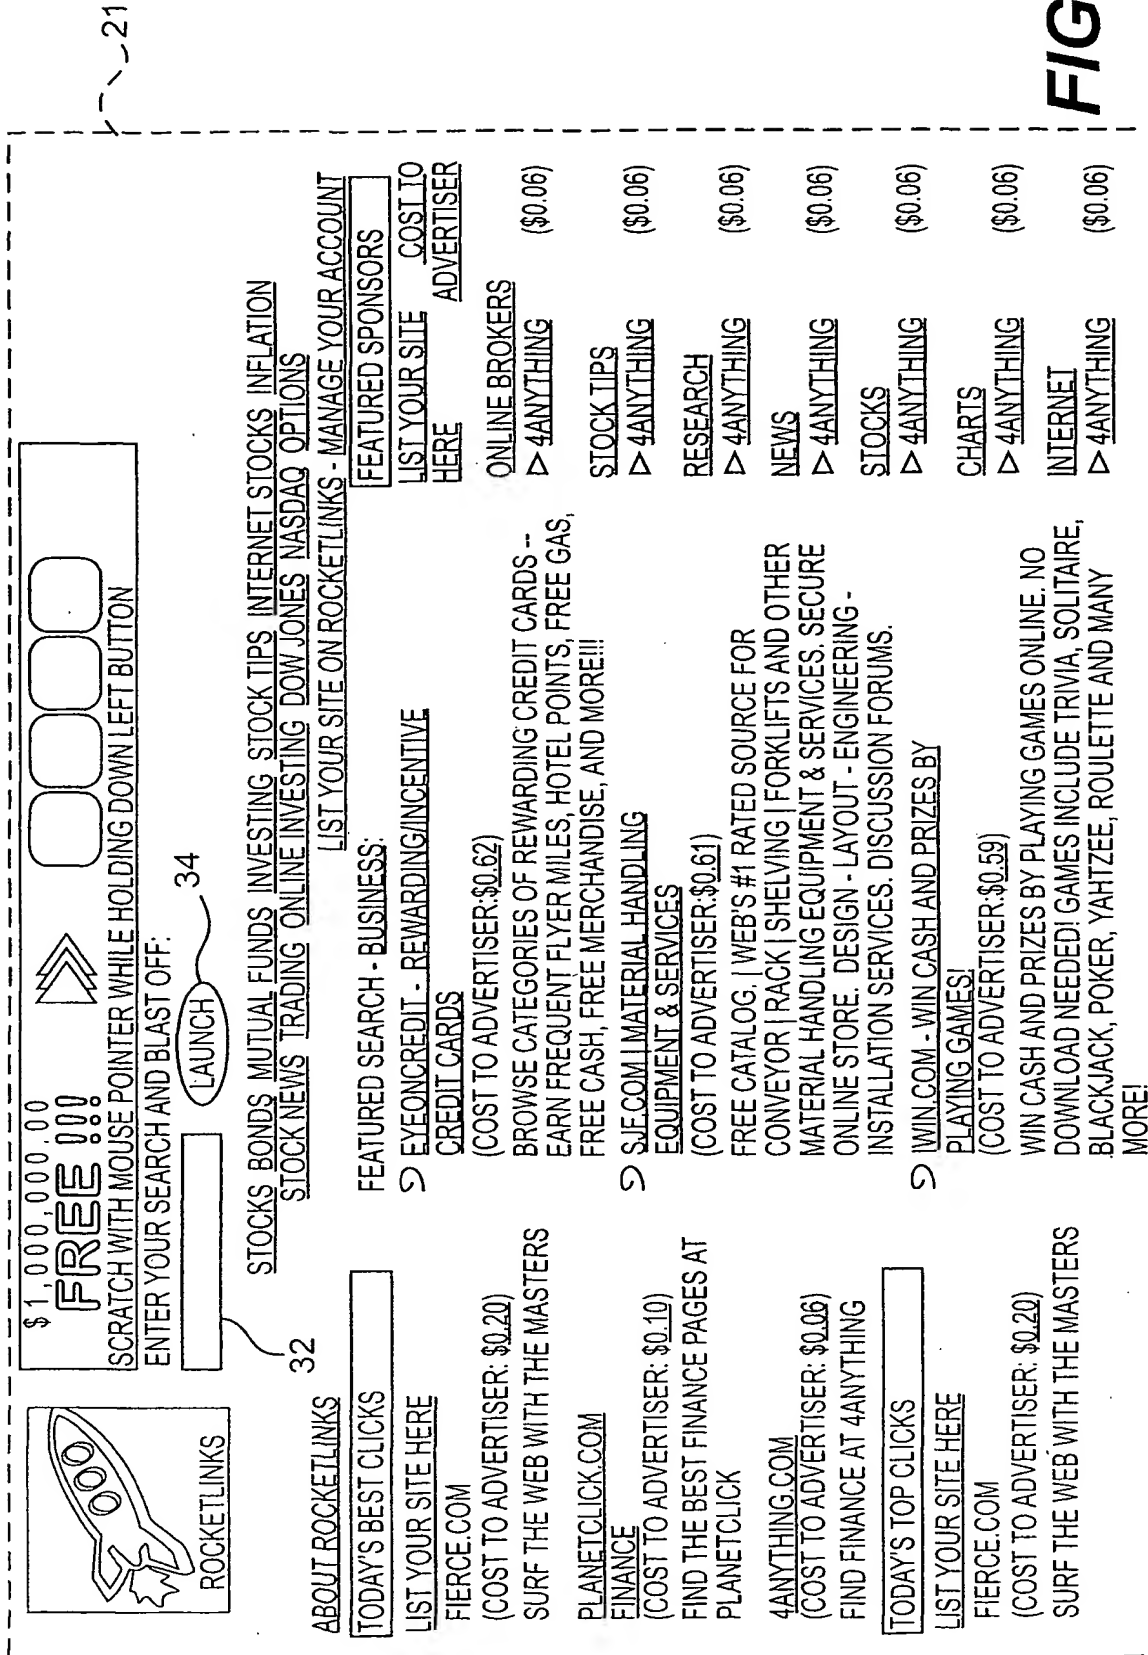 21
$1,000,000.00
FREE !!!
SCRATCH WITH MOUSE POINTER WHILE HOLDING DOWN LEFT BUTTON
ENTER YOUR SEARCH AND BLAST OFF:
LAUNCH
34
32
ROCKETLINKS
STOCKS BONDS MUTUAL FUNDS INVESTING STOCK TIPS INTERNET STOCKS INFLATION
STOCK NEWS TRADING ONLINE INVESTING DOW JONES NASDAQ OPTIONS
LIST YOUR SITE ON ROCKETLINKS - MANAGE YOUR ACCOUNT
ABOUT ROCKETLINKS
TODAY'S BEST CLICKS
LIST YOUR SITE HERE
FIERCE.COM
(COST TO ADVERTISER: $0.20)
SURF THE WEB WITH THE MASTERS
PLANETCLICK.COM
FINANCE
(COST TO ADVERTISER: $0.10)
FIND THE BEST FINANCE PAGES AT
PLANETCLICK
4ANYTHING.COM
(COST TO ADVERTISER: $0.06)
FIND FINANCE AT 4ANYTHING
TODAY'S TOP CLICKS
LIST YOUR SITE HERE
FIERCE.COM
(COST TO ADVERTISER: $0.20)
SURF THE WEB WITH THE MASTERS
FEATURED SEARCH - BUSINESS:
EYEONCREDIT - REWARDING/INCENTIVE
CREDIT CARDS
(COST TO ADVERTISER:$0.62)
BROWSE CATEGORIES OF REWARDING CREDIT CARDS --
EARN FREQUENT FLYER MILES, HOTEL POINTS, FREE GAS,
FREE CASH, FREE MERCHANDISE, AND MORE!!!
SJF.COM | MATERIAL HANDLING
EQUIPMENT & SERVICES
(COST TO ADVERTISER:$0.61)
FREE CATALOG, | WEB'S #1 RATED SOURCE FOR
CONVEYOR | RACK | SHELVING | FORKLIFTS AND OTHER
MATERIAL HANDLING EQUIPMENT & SERVICES. SECURE
ONLINE STORE. DESIGN - LAYOUT - ENGINEERING -
INSTALLATION SERVICES. DISCUSSION FORUMS.
IWIN.COM - WIN CASH AND PRIZES BY
PLAYING GAMES!
(COST TO ADVERTISER:$0.59)
WIN CASH AND PRIZES BY PLAYING GAMES ONLINE. NO
DOWNLOAD NEEDED! GAMES INCLUDE TRIVIA, SOLITAIRE,
BLACKJACK, POKER, YAHTZEE, ROULETTE AND MANY
MORE!
FEATURED SPONSORS
LIST YOUR SITE COST TO
HERE ADVERTISER
ONLINE BROKERS
▷ 4ANYTHING ($0.06)
STOCK TIPS
▷ 4ANYTHING ($0.06)
RESEARCH
▷ 4ANYTHING ($0.06)
NEWS
▷ 4ANYTHING ($0.06)
STOCKS
▷ 4ANYTHING ($0.06)
CHARTS
▷ 4ANYTHING ($0.06)
INTERNET
▷ 4ANYTHING ($0.06)
FIG